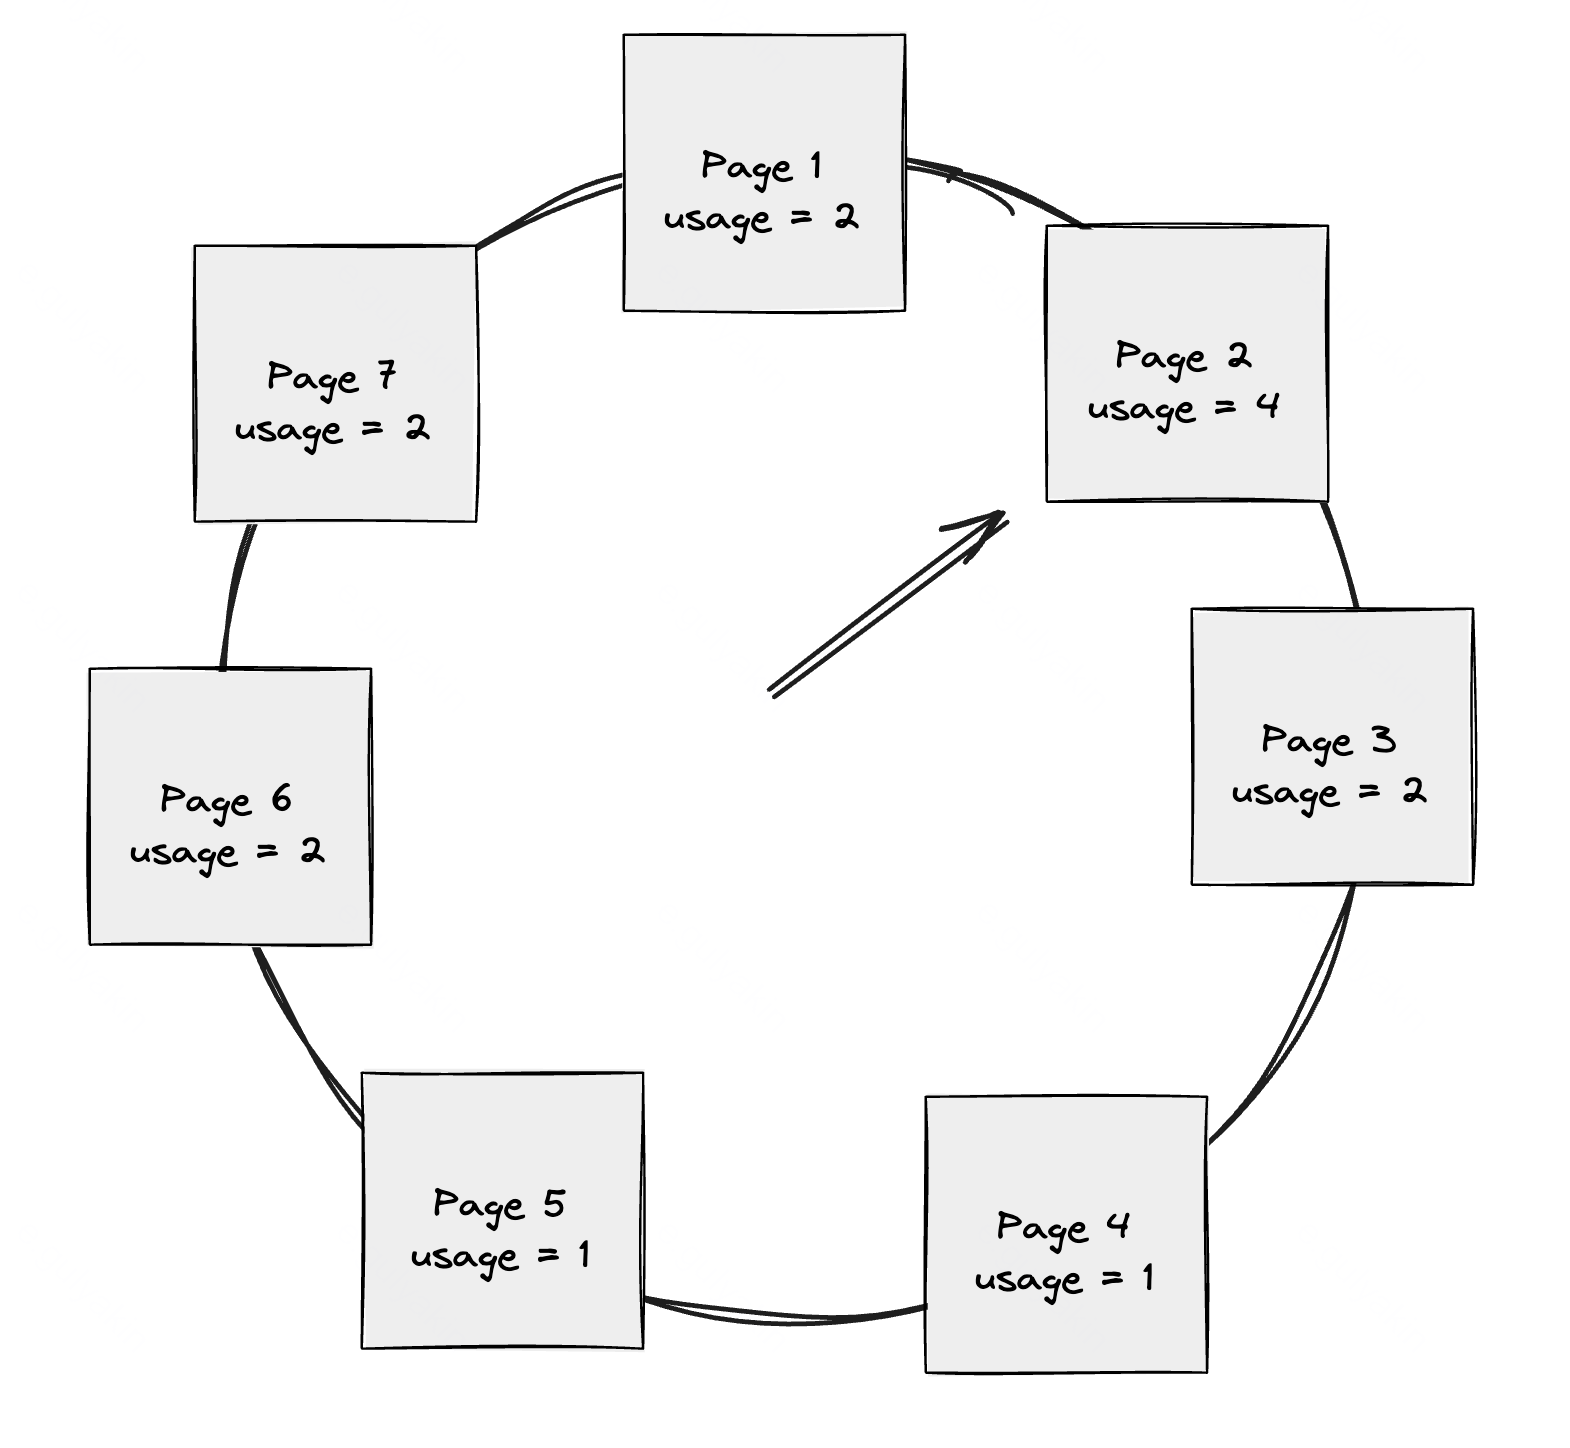 Page 1
usage = 2
Page 2
usage = 4
Page 3
usage = 2
Page 4
usage = 1
Page 5
usage = 1
Page 6
usage = 2
Page 7
usage = 2